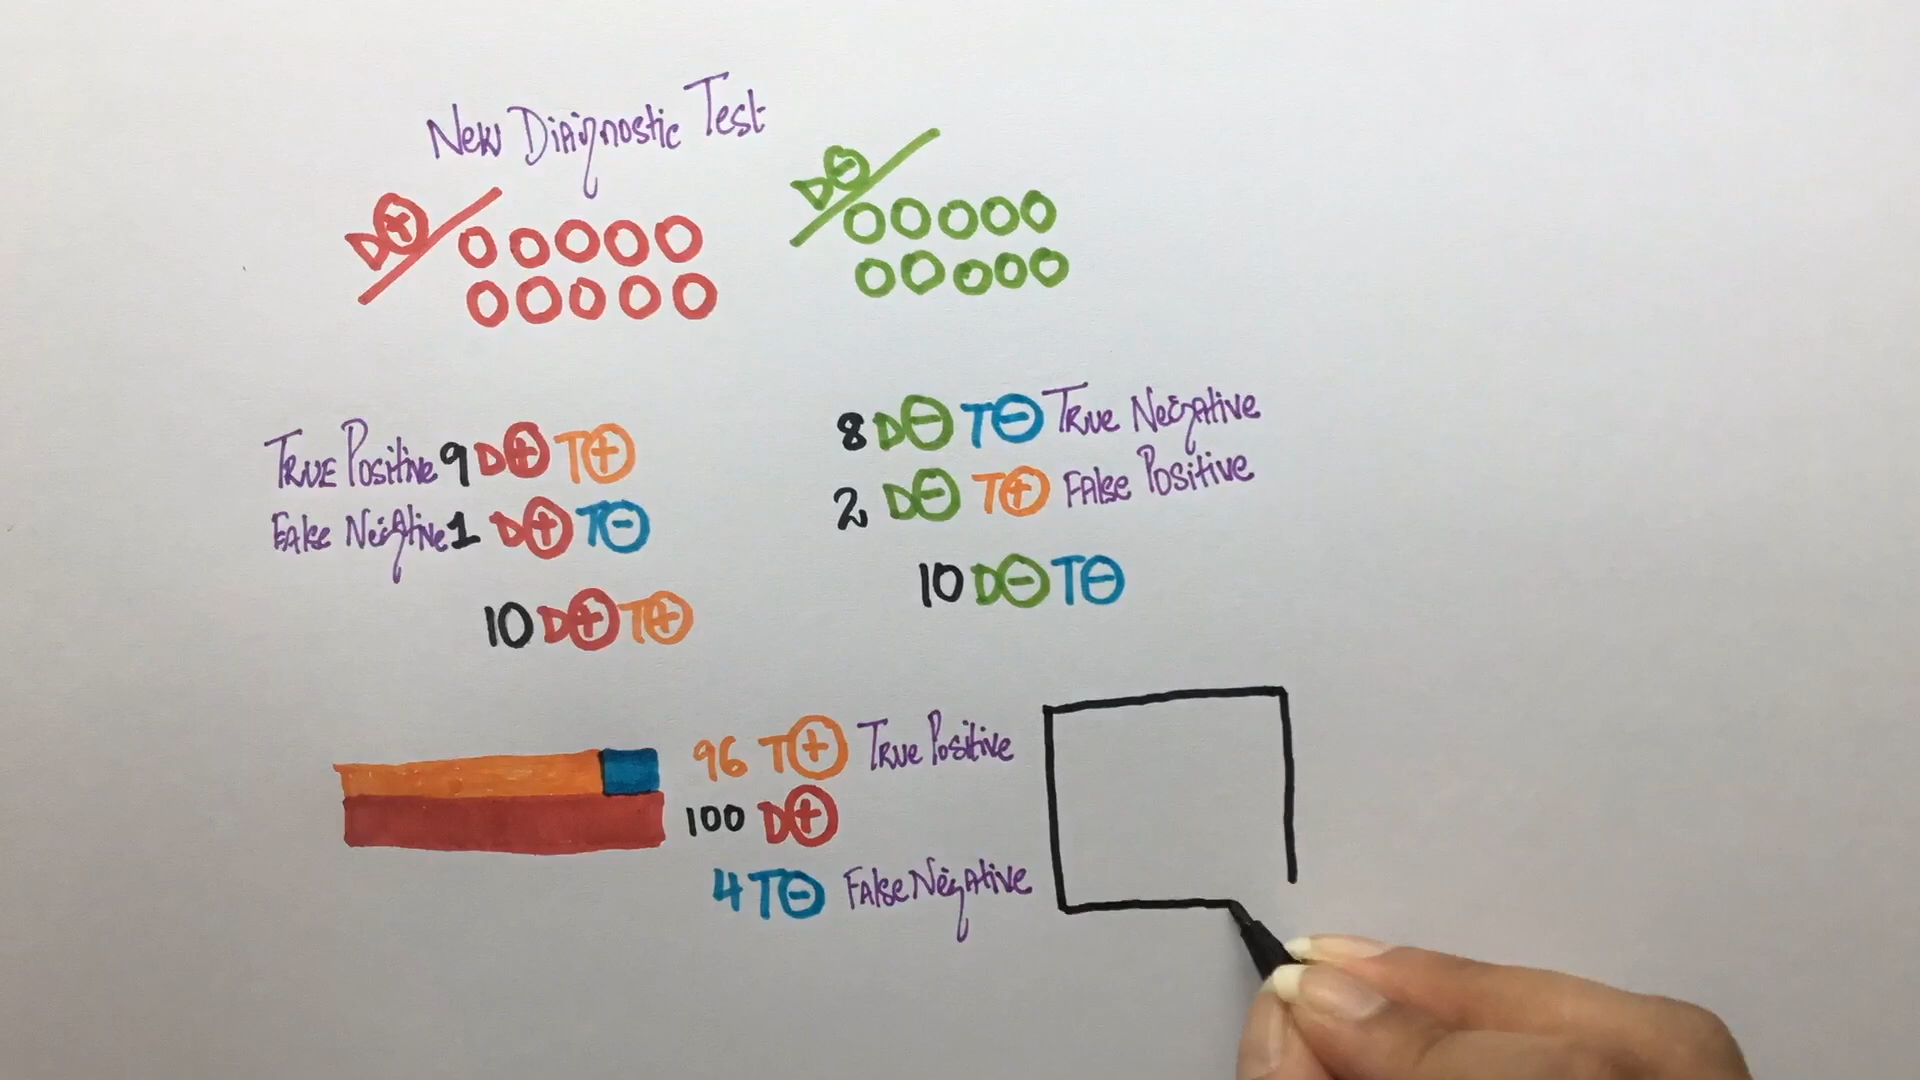 New Diagnostic Test
D+
D-
True Positive 9 D+ T+
False Negative 1 D+ T-
10 D+ T+
8 D- T- True Negative
2 D- T+ False Positive
10 D- T-
96 T+ True Positive
100 D+
4 T- False Negative